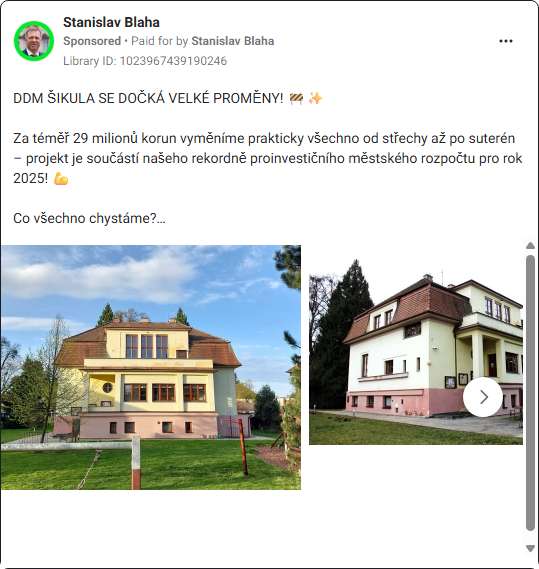 Stanislav Blaha
Sponsored • Paid for by Stanislav Blaha
Library ID: 1023967439190246
DDM ŠIKULA SE DOČKÁ VELKÉ PROMĚNY! 🚧 ✨
Za téměř 29 milionů korun vyměníme prakticky všechno od střechy až po suterén
– projekt je součástí našeho rekordně proinvestičního městského rozpočtu pro rok
2025! 💪
Co všechno chystáme?...